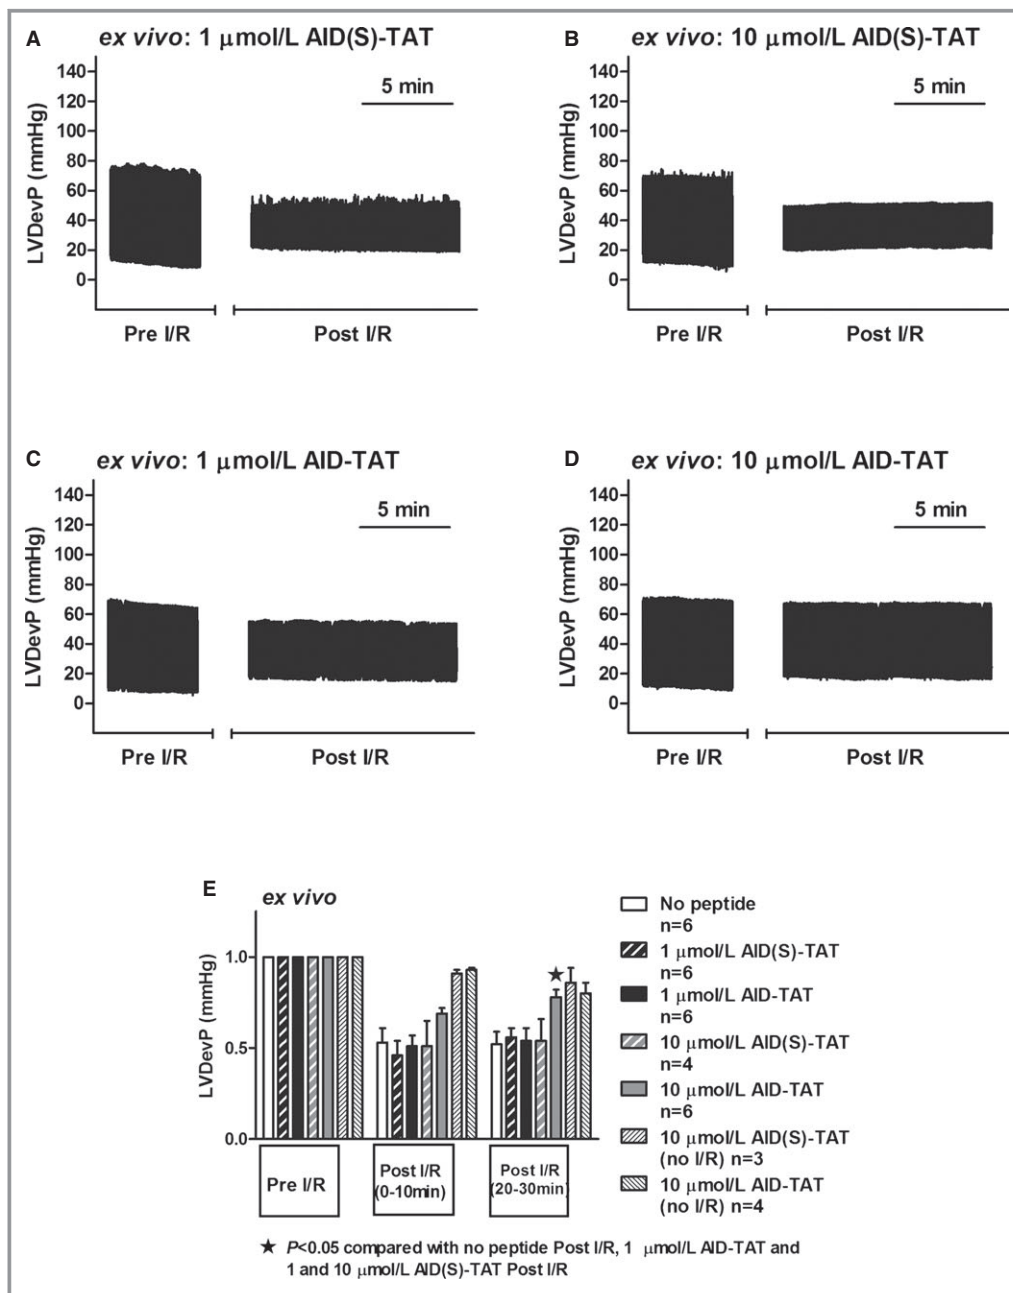 A
ex vivo: 1 μmol/L AID(S)-TAT
140
120
100
80
60
40
20
0
LVDevP (mmHg)
5 min
Pre I/R
Post I/R
B
ex vivo: 10 μmol/L AID(S)-TAT
140
120
100
80
60
40
20
0
LVDevP (mmHg)
5 min
Pre I/R
Post I/R
C
ex vivo: 1 μmol/L AID-TAT
140
120
100
80
60
40
20
0
LVDevP (mmHg)
5 min
Pre I/R
Post I/R
D
ex vivo: 10 μmol/L AID-TAT
140
120
100
80
60
40
20
0
LVDevP (mmHg)
5 min
Pre I/R
Post I/R
E
ex vivo
1.0
0.5
0.0
LVDevP (mmHg)
★
Pre I/R
Post I/R
(0-10min)
Post I/R
(20-30min)
No peptide
n=6
1 μmol/L AID(S)-TAT
n=6
1 μmol/L AID-TAT
n=6
10 μmol/L AID(S)-TAT
n=4
10 μmol/L AID-TAT
n=6
10 μmol/L AID(S)-TAT
(no I/R) n=3
10 μmol/L AID-TAT
(no I/R) n=4
★ P<0.05 compared with no peptide Post I/R, 1 μmol/L AID-TAT and
1 and 10 μmol/L AID(S)-TAT Post I/R